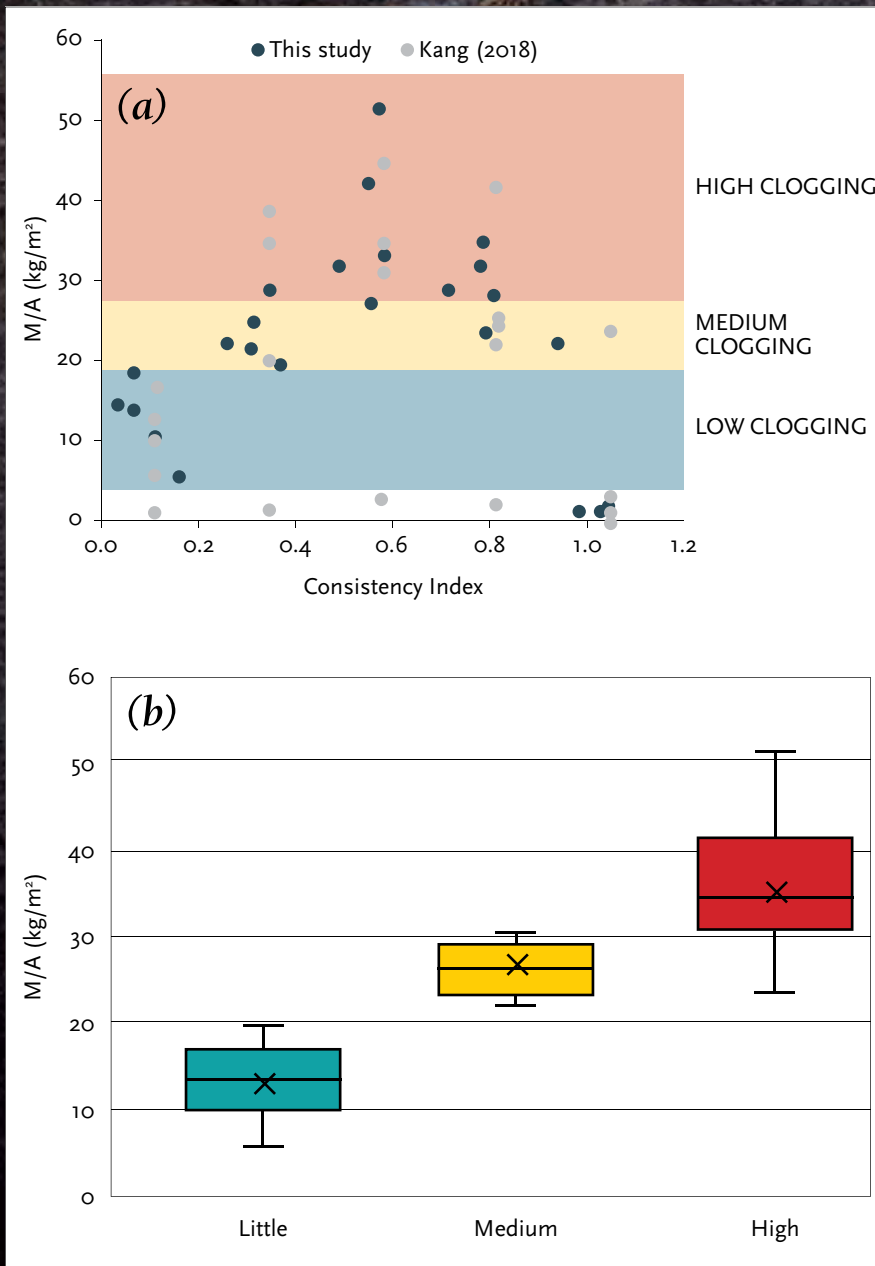 (a)
This study
Kang (2018)
60
50
40
30
20
10
0
M/A (kg/m²)
HIGH CLOGGING
MEDIUM
CLOGGING
LOW CLOGGING
0.0
0.2
0.4
0.6
0.8
1.0
1.2
Consistency Index
(b)
60
50
40
30
20
10
0
M/A (kg/m²)
Little
Medium
High